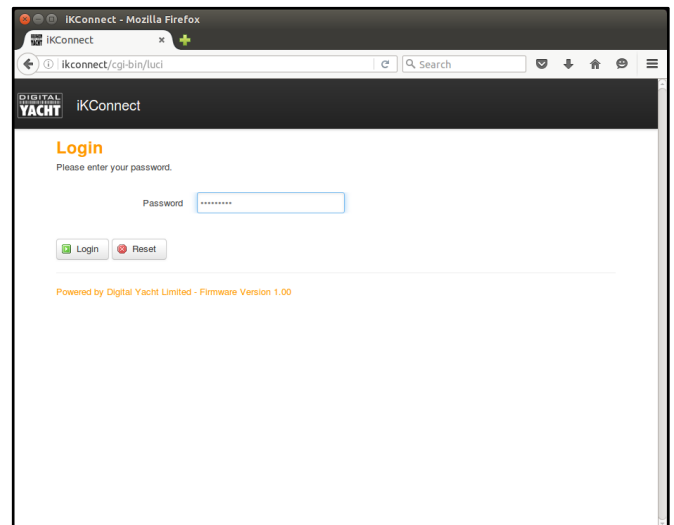 iKConnect - Mozilla Firefox
iKConnect ×
ikconnect/cgi-bin/luci
Search
DIGITAL
YACHT
iKConnect
Login
Please enter your password.
Password •••••••••
Login Reset
Powered by Digital Yacht Limited - Firmware Version 1.00